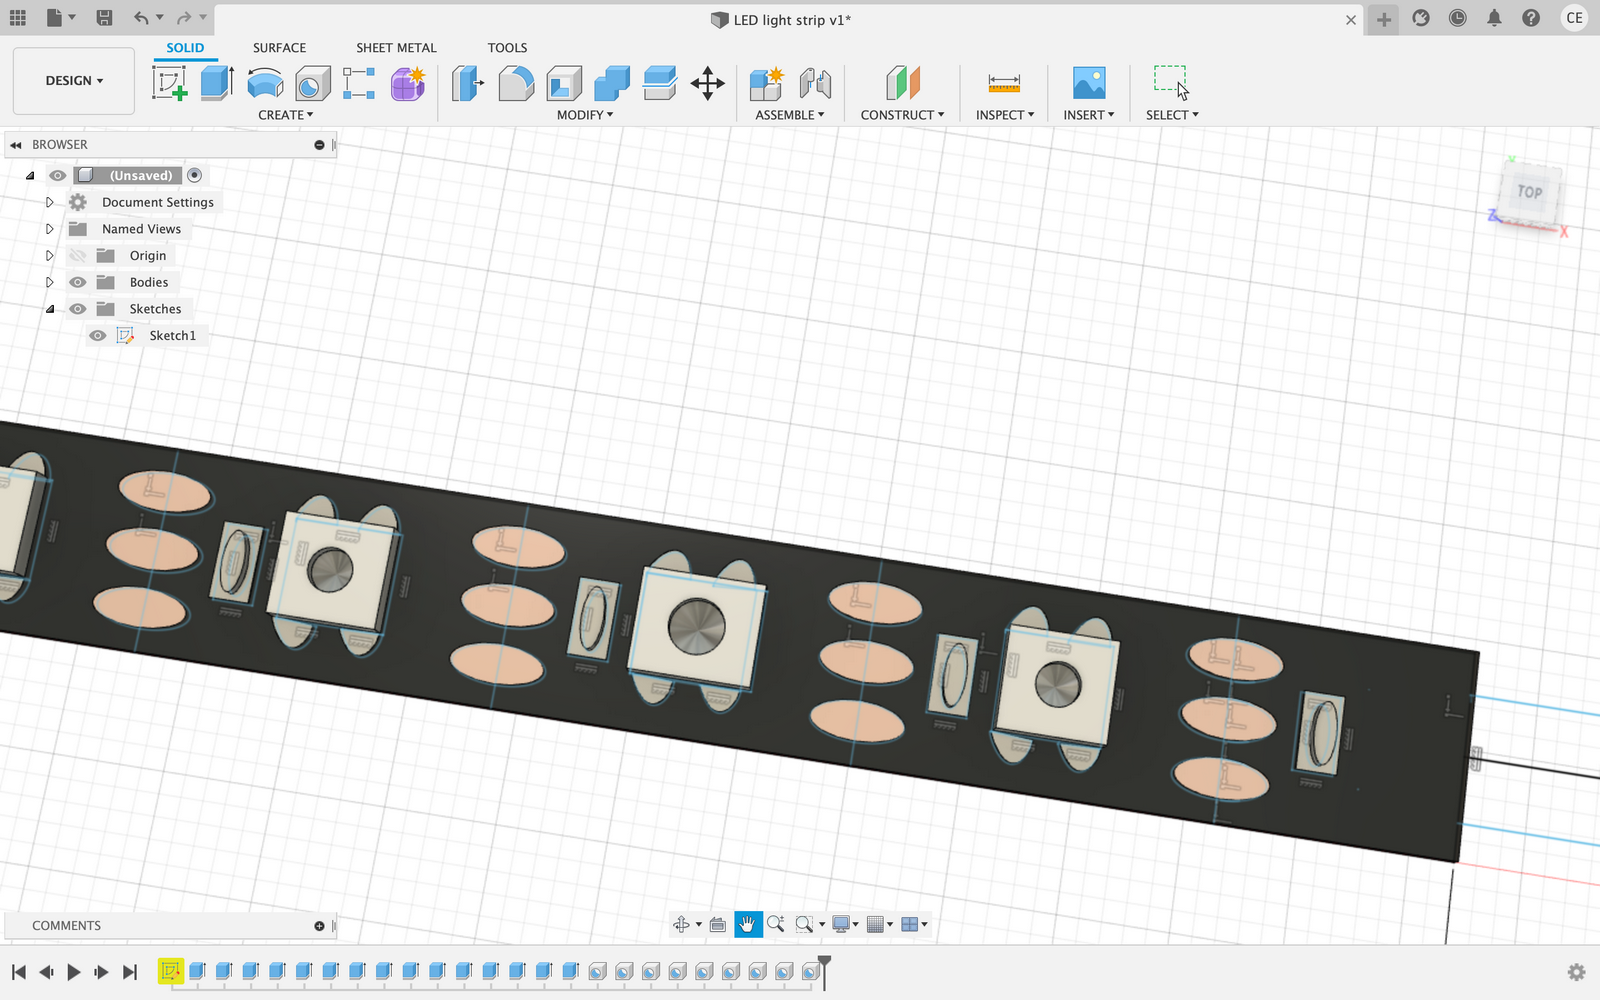 LED light strip v1*
CE
SOLID
SURFACE
SHEET METAL
TOOLS
DESIGN
CREATE
MODIFY
ASSEMBLE
CONSTRUCT
INSPECT
INSERT
SELECT
BROWSER
(Unsaved)
Document Settings
Named Views
Origin
Bodies
Sketches
Sketch1
Y
TOP
Z
X
COMMENTS